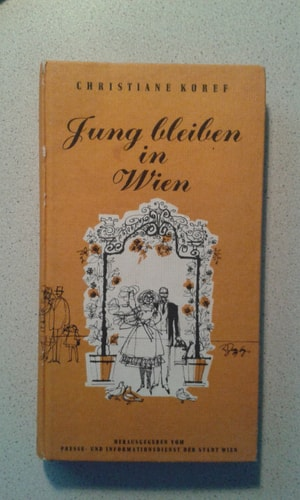 CHRISTIANE KOREF
Jung bleiben
in
Wien
HERAUSGEGEBEN VOM
PRESSE- UND INFORMATIONSDIENST DER STADT WIEN